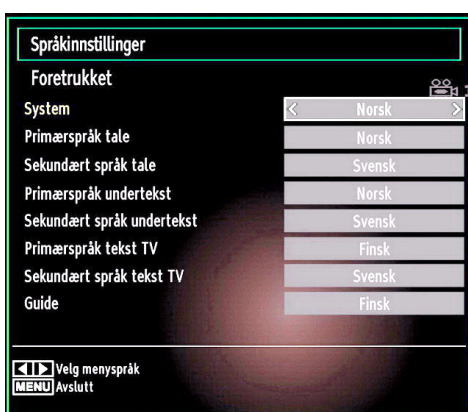 Språkinnstillinger
Foretrukket
System < Norsk >
Primærspråk tale Norsk
Sekundært språk tale Svensk
Primærspråk undertekst Norsk
Sekundært språk undertekst Svensk
Primærspråk tekst TV Finsk
Sekundært språk tekst TV Svensk
Guide Finsk
Velg menyspråk
MENU Avslutt